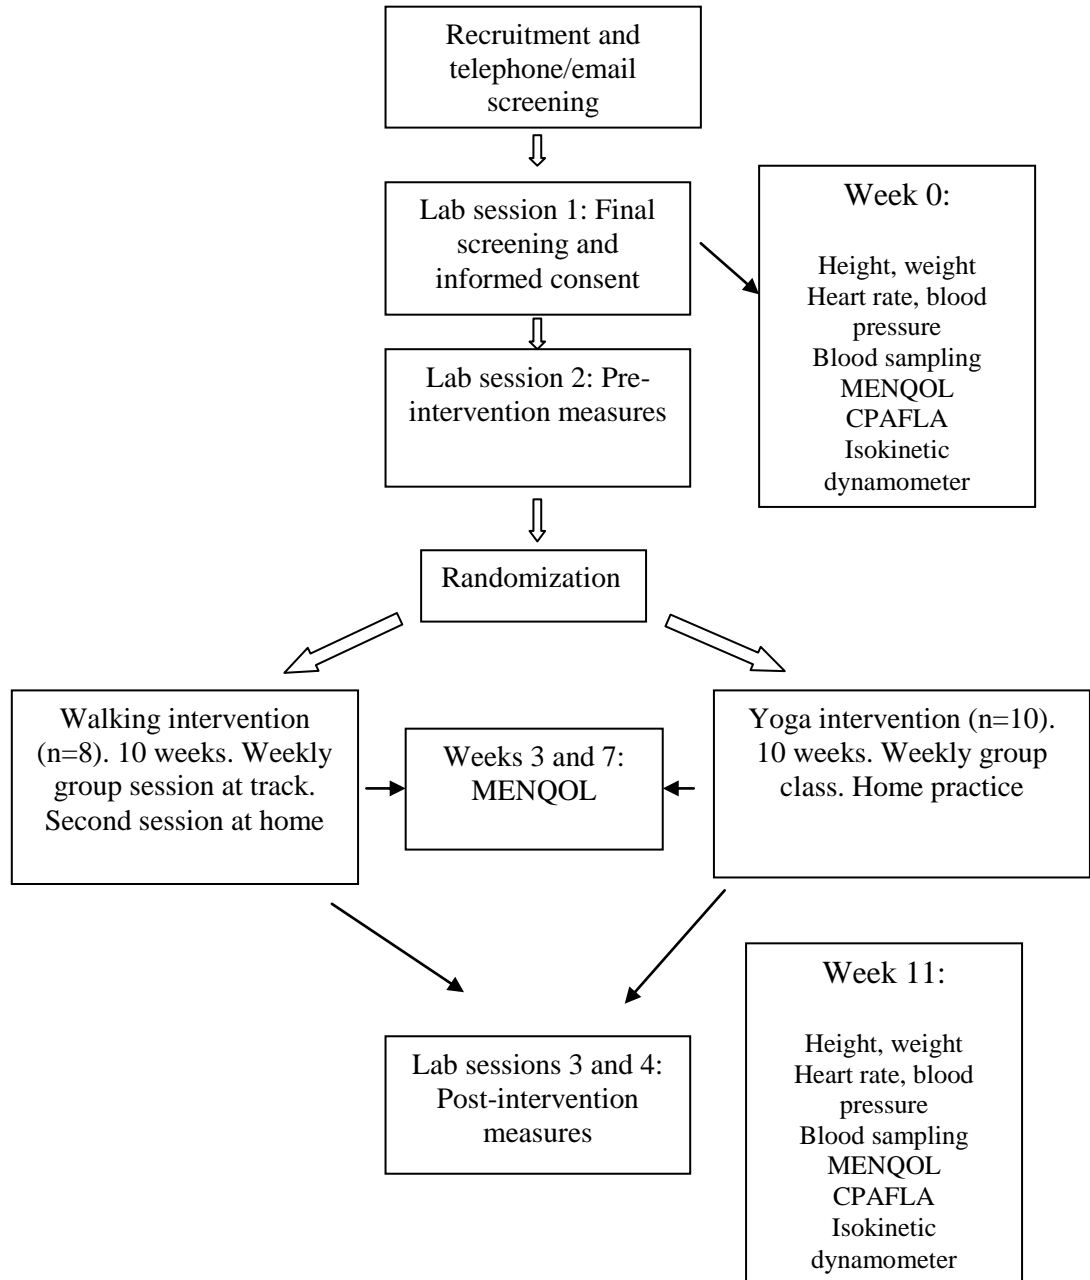 Recruitment and
telephone/email
screening
Lab session 1: Final
screening and
informed consent
Week 0:
Height, weight
Heart rate, blood
pressure
Blood sampling
MENQOL
CPAFLA
Isokinetic
dynamometer
Lab session 2: Pre-
intervention measures
Randomization
Walking intervention
(n=8). 10 weeks. Weekly
group session at track.
Second session at home
Weeks 3 and 7:
MENQOL
Yoga intervention (n=10).
10 weeks. Weekly group
class. Home practice
Lab sessions 3 and 4:
Post-intervention
measures
Week 11:
Height, weight
Heart rate, blood
pressure
Blood sampling
MENQOL
CPAFLA
Isokinetic
dynamometer